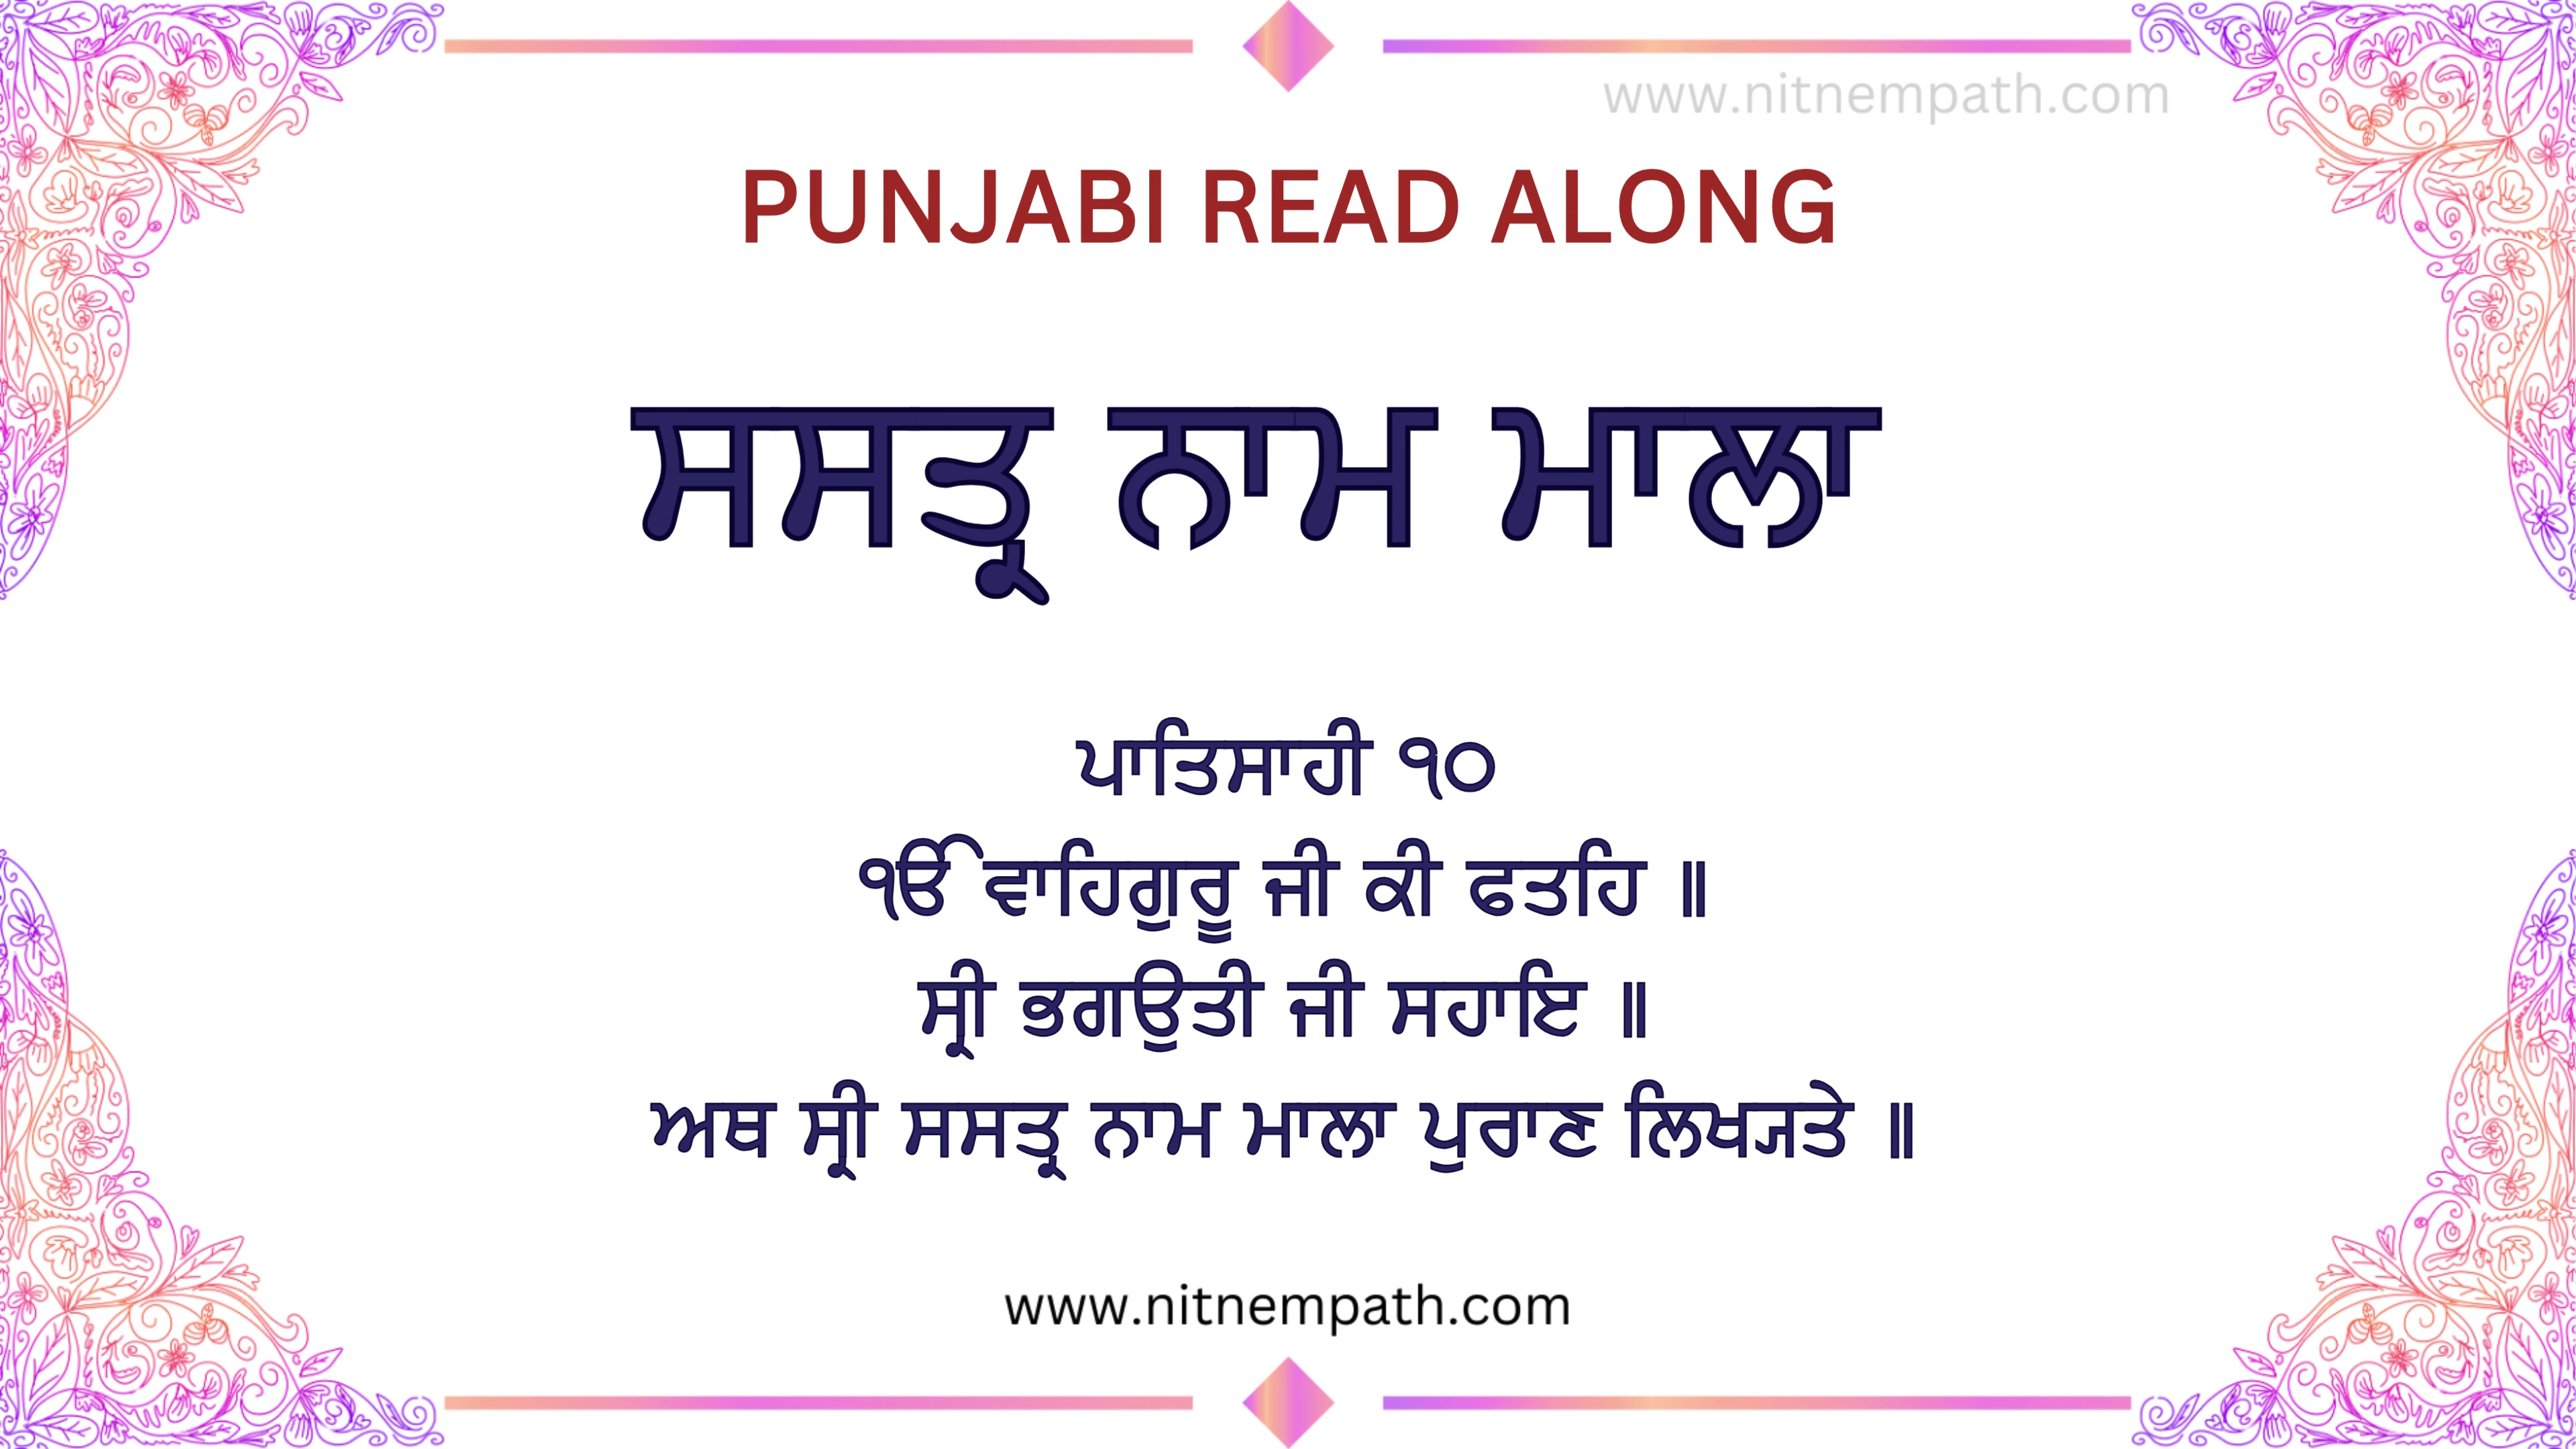 www.nitnempath.com
PUNJABI READ ALONG
ਸਸਤ੍ਰ ਨਾਮ ਮਾਲਾ
ਪਾਤਿਸਾਹੀ ੧੦
ੴ ਵਾਹਿਗੁਰੂ ਜੀ ਕੀ ਫਤਹਿ ॥
ਸ੍ਰੀ ਭਗਉਤੀ ਜੀ ਸਹਾਇ ॥
ਅਥ ਸ੍ਰੀ ਸਸਤ੍ਰ ਨਾਮ ਮਾਲਾ ਪੁਰਾਣ ਲਿਖ੍ਯਤੇ ॥
www.nitnempath.com